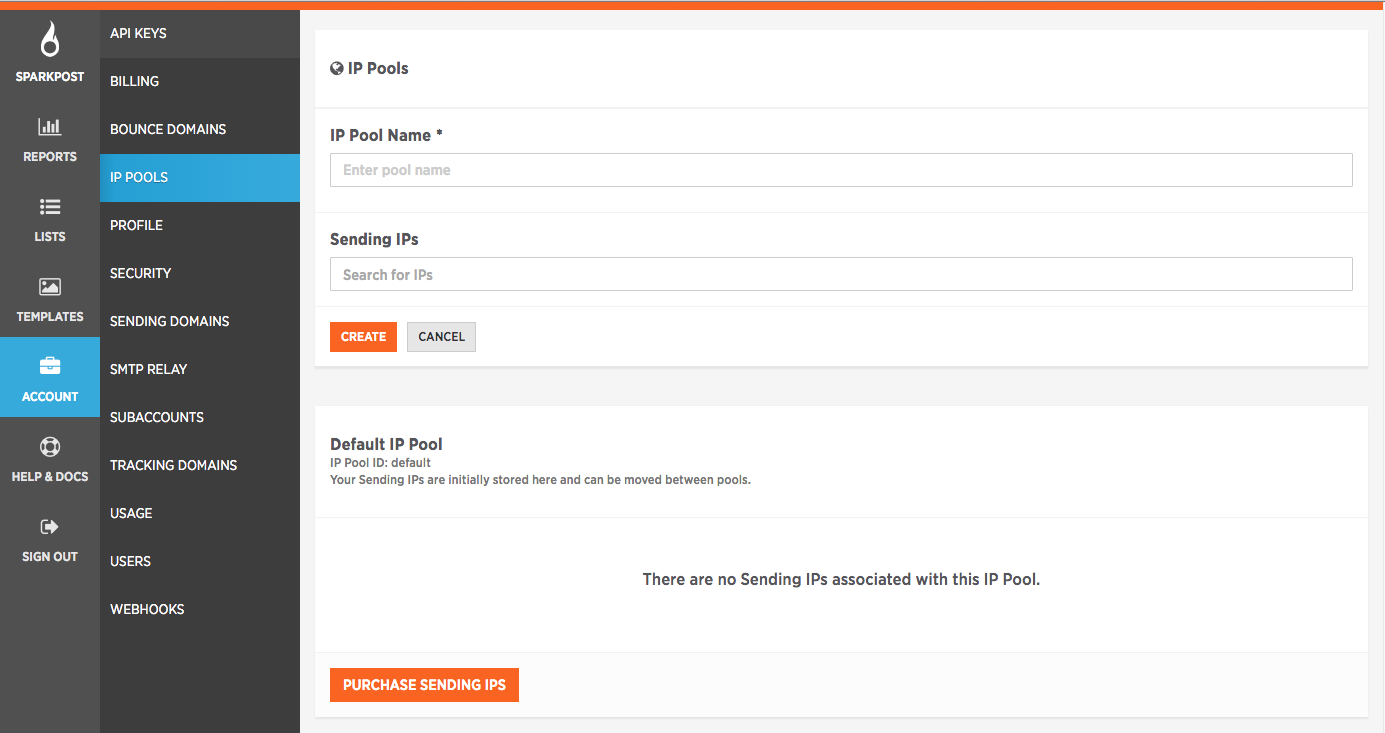 SPARKPOST
REPORTS
LISTS
TEMPLATES
ACCOUNT
HELP & DOCS
SIGN OUT
API KEYS
BILLING
BOUNCE DOMAINS
IP POOLS
PROFILE
SECURITY
SENDING DOMAINS
SMTP RELAY
SUBACCOUNTS
TRACKING DOMAINS
USAGE
USERS
WEBHOOKS
IP Pools
IP Pool Name *
Enter pool name
Sending IPs
Search for IPs
CREATE CANCEL
Default IP Pool
IP Pool ID: default
Your Sending IPs are initially stored here and can be moved between pools.
There are no Sending IPs associated with this IP Pool.
PURCHASE SENDING IPS